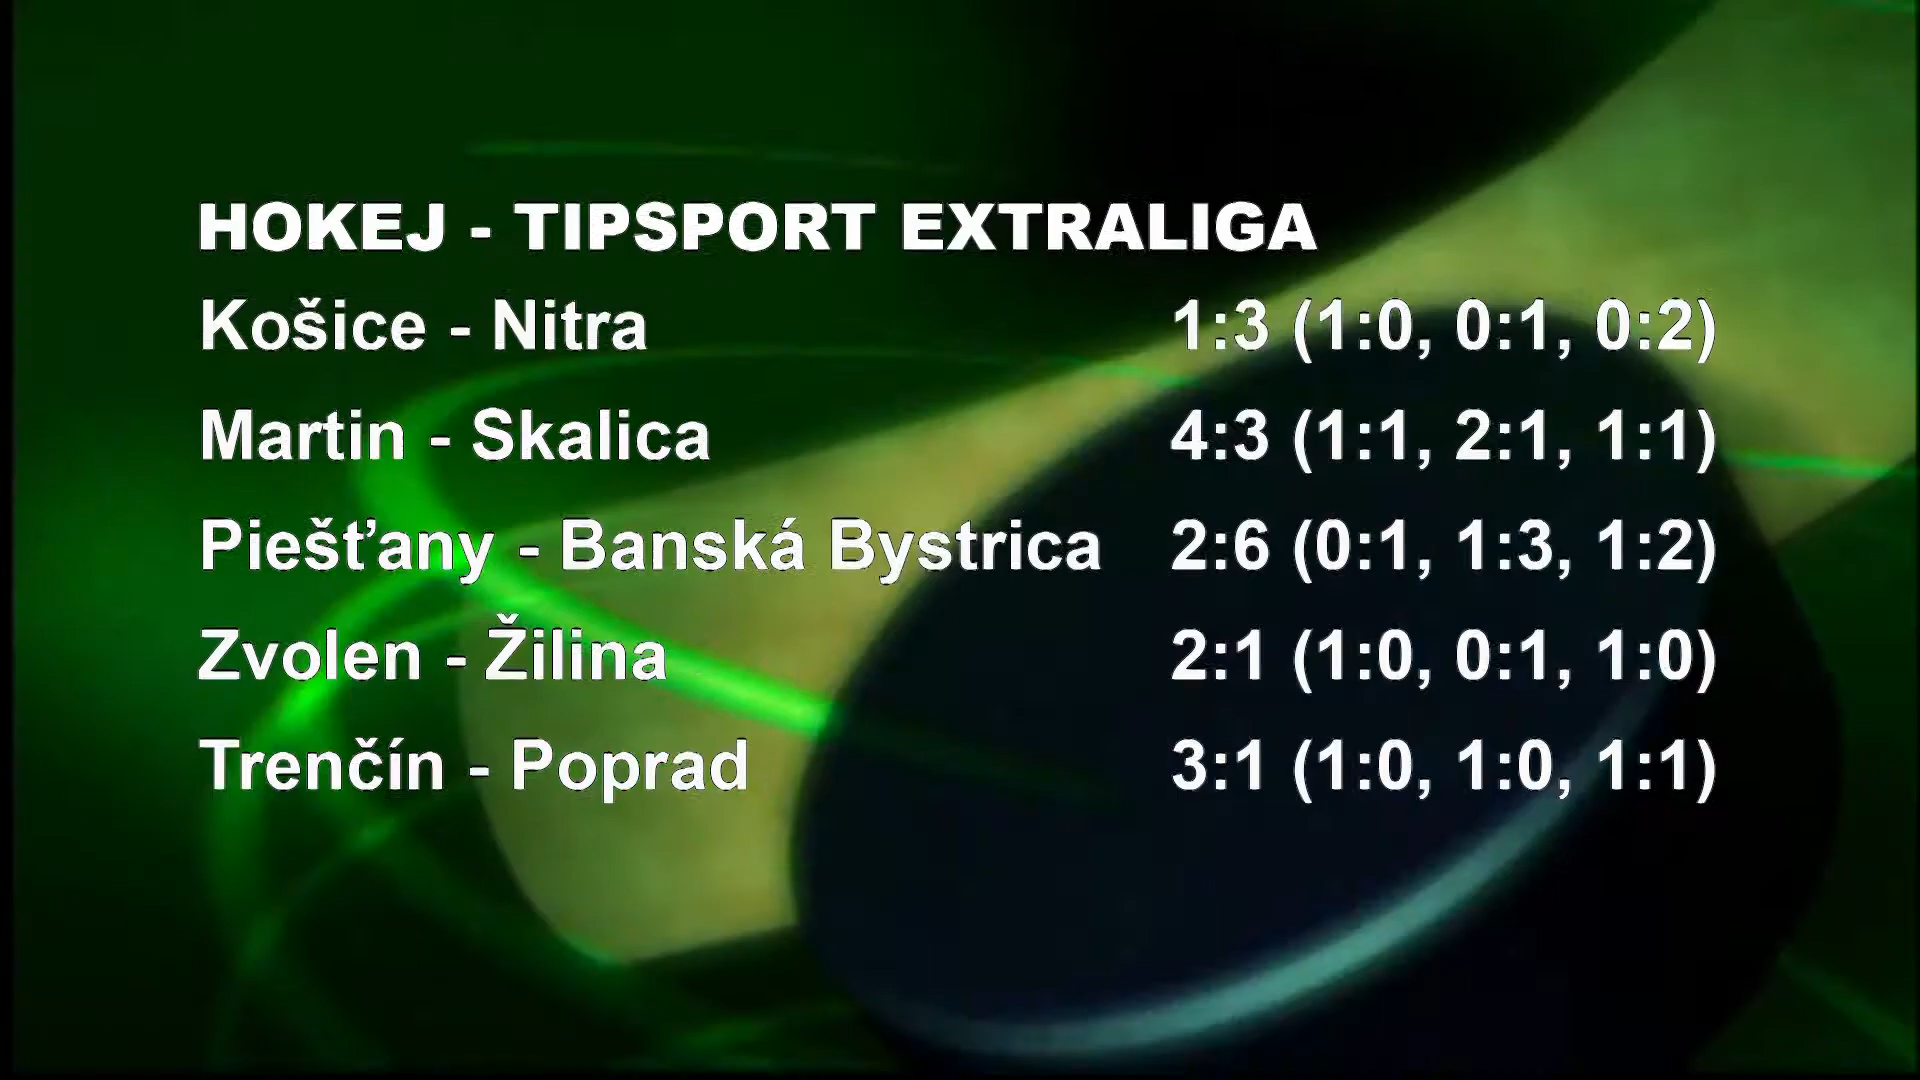 HOKEJ - TIPSPORT EXTRALIGA
Košice - Nitra 1:3 (1:0, 0:1, 0:2)
Martin - Skalica 4:3 (1:1, 2:1, 1:1)
Piešťany - Banská Bystrica 2:6 (0:1, 1:3, 1:2)
Zvolen - Žilina 2:1 (1:0, 0:1, 1:0)
Trenčín - Poprad 3:1 (1:0, 1:0, 1:1)